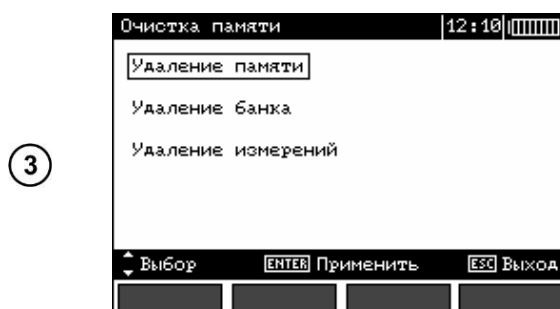 Очистка памяти 12:10
Удаление памяти
Удаление банка
Удаление измерений
3
Выбор ENTER Применить ESC Выход